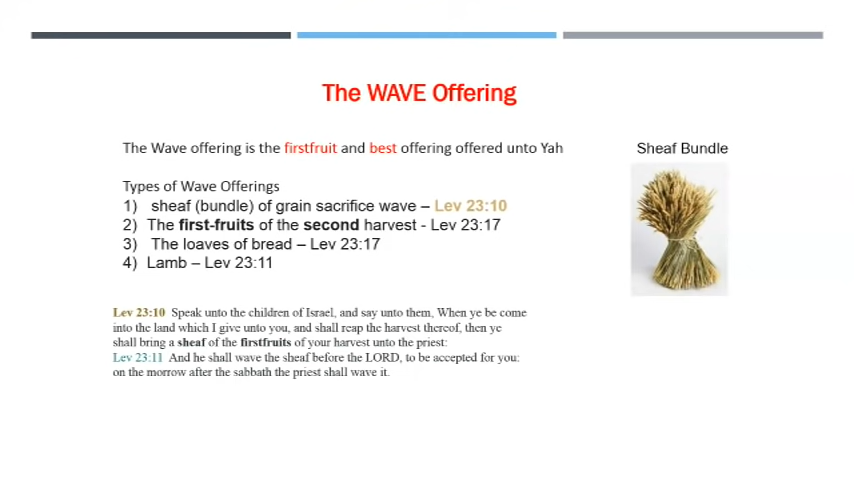 The WAVE Offering
The Wave offering is the firstfruit and best offering offered unto Yah
Sheaf Bundle
Types of Wave Offerings
1) sheaf (bundle) of grain sacrifice wave – Lev 23:10
2) The first-fruits of the second harvest - Lev 23:17
3) The loaves of bread – Lev 23:17
4) Lamb – Lev 23:11
Lev 23:10 Speak unto the children of Israel, and say unto them, When ye be come
into the land which I give unto you, and shall reap the harvest thereof, then ye
shall bring a sheaf of the firstfruits of your harvest unto the priest:
Lev 23:11 And he shall wave the sheaf before the LORD, to be accepted for you:
on the morrow after the sabbath the priest shall wave it.